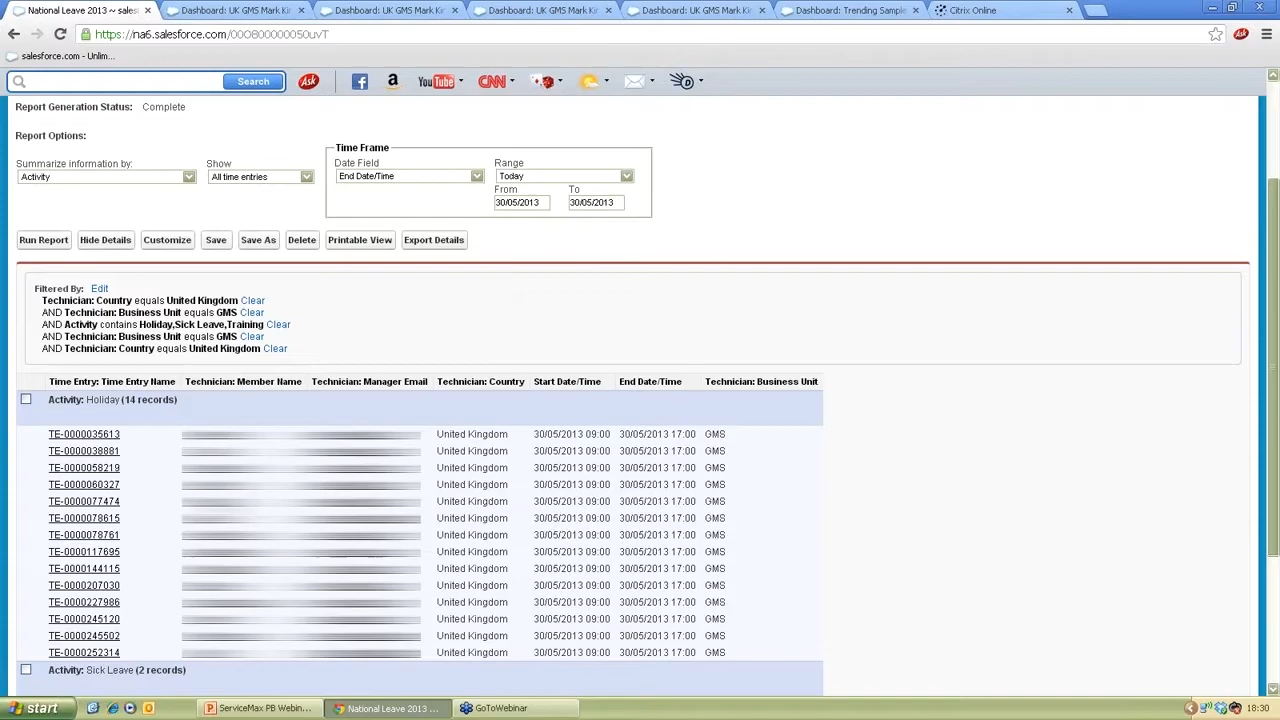 National Leave 2013 ~ sales
Dashboard: UK GMS Mark Kin
Dashboard: UK GMS Mark Kin
Dashboard: UK GMS Mark Kin
Dashboard: UK GMS Mark Kin
Dashboard: Trending Sample
Citrix Online
https://na6.salesforce.com/00O800000050uvT
salesforce.com - Unlim...
Search
Ask
YouTube
CNN
Report Generation Status: Complete
Report Options:
Time Frame
Summarize information by:
Show
Date Field
Range
Activity
All time entries
End Date/Time
Today
From
To
30/05/2013
30/05/2013
Run Report
Hide Details
Customize
Save
Save As
Delete
Printable View
Export Details
Filtered By: Edit
Technician: Country equals United Kingdom Clear
AND Technician: Business Unit equals GMS Clear
AND Activity contains Holiday,Sick Leave,Training Clear
AND Technician: Business Unit equals GMS Clear
AND Technician: Country equals United Kingdom Clear
Time Entry: Time Entry Name Technician: Member Name Technician: Manager Email Technician: Country Start Date/Time End Date/Time Technician: Business Unit
Activity: Holiday (14 records)
TE-0000035613 United Kingdom 30/05/2013 09:00 30/05/2013 17:00 GMS
TE-0000038881 United Kingdom 30/05/2013 09:00 30/05/2013 17:00 GMS
TE-0000058219 United Kingdom 30/05/2013 09:00 30/05/2013 17:00 GMS
TE-0000060327 United Kingdom 30/05/2013 09:00 30/05/2013 17:00 GMS
TE-0000077474 United Kingdom 30/05/2013 09:00 30/05/2013 17:00 GMS
TE-0000078615 United Kingdom 30/05/2013 09:00 30/05/2013 17:00 GMS
TE-0000078761 United Kingdom 30/05/2013 09:00 30/05/2013 17:00 GMS
TE-0000117695 United Kingdom 30/05/2013 09:00 30/05/2013 17:00 GMS
TE-0000144115 United Kingdom 30/05/2013 09:00 30/05/2013 17:00 GMS
TE-0000207030 United Kingdom 30/05/2013 09:00 30/05/2013 17:00 GMS
TE-0000227986 United Kingdom 30/05/2013 09:00 30/05/2013 17:00 GMS
TE-0000245120 United Kingdom 30/05/2013 09:00 30/05/2013 17:00 GMS
TE-0000245502 United Kingdom 30/05/2013 09:00 30/05/2013 17:00 GMS
TE-0000252314 United Kingdom 30/05/2013 09:00 30/05/2013 17:00 GMS
Activity: Sick Leave (2 records)
start
ServiceMax PB Webin...
National Leave 2013 ...
GoToWebinar
18:30